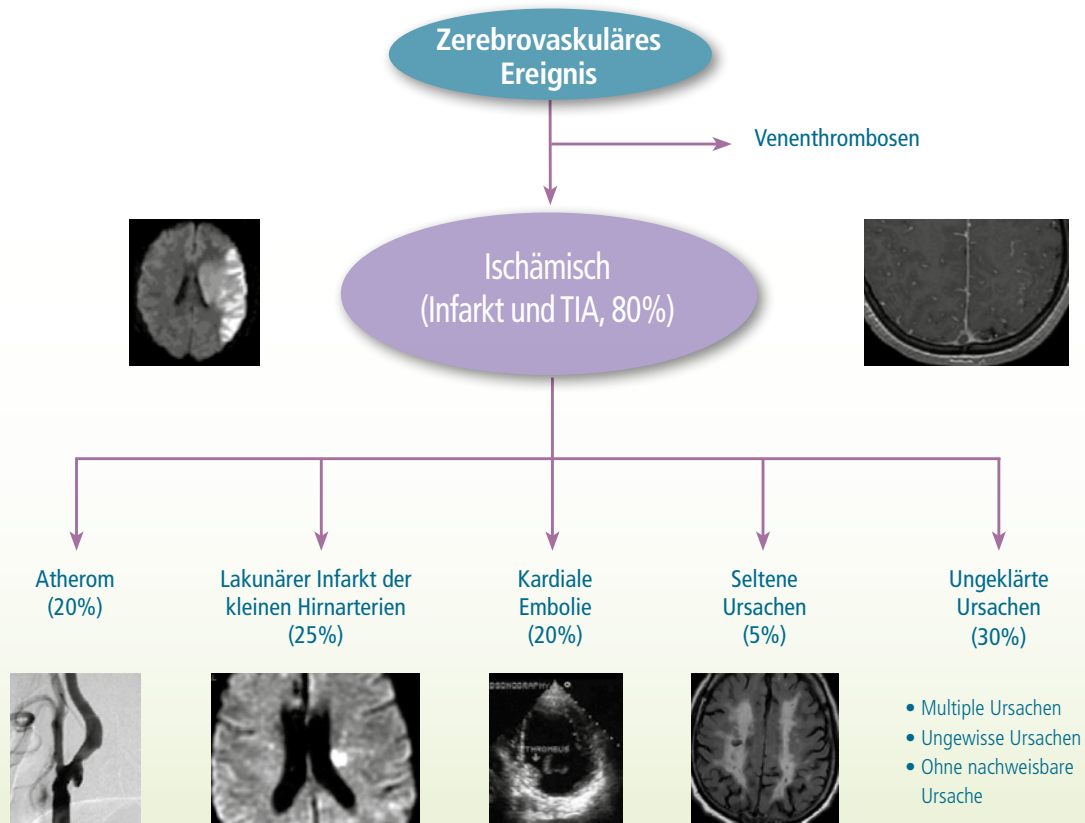 Zerebrovaskuläres
Ereignis
Venenthrombosen
Ischämisch
(Infarkt und TIA, 80%)
Atherom
(20%)
Lakunärer Infarkt der
kleinen Hirnarterien
(25%)
Kardiale
Embolie
(20%)
Seltene
Ursachen
(5%)
Ungeklärte
Ursachen
(30%)
THROMBUS
• Multiple Ursachen
• Ungewisse Ursachen
• Ohne nachweisbare
Ursache